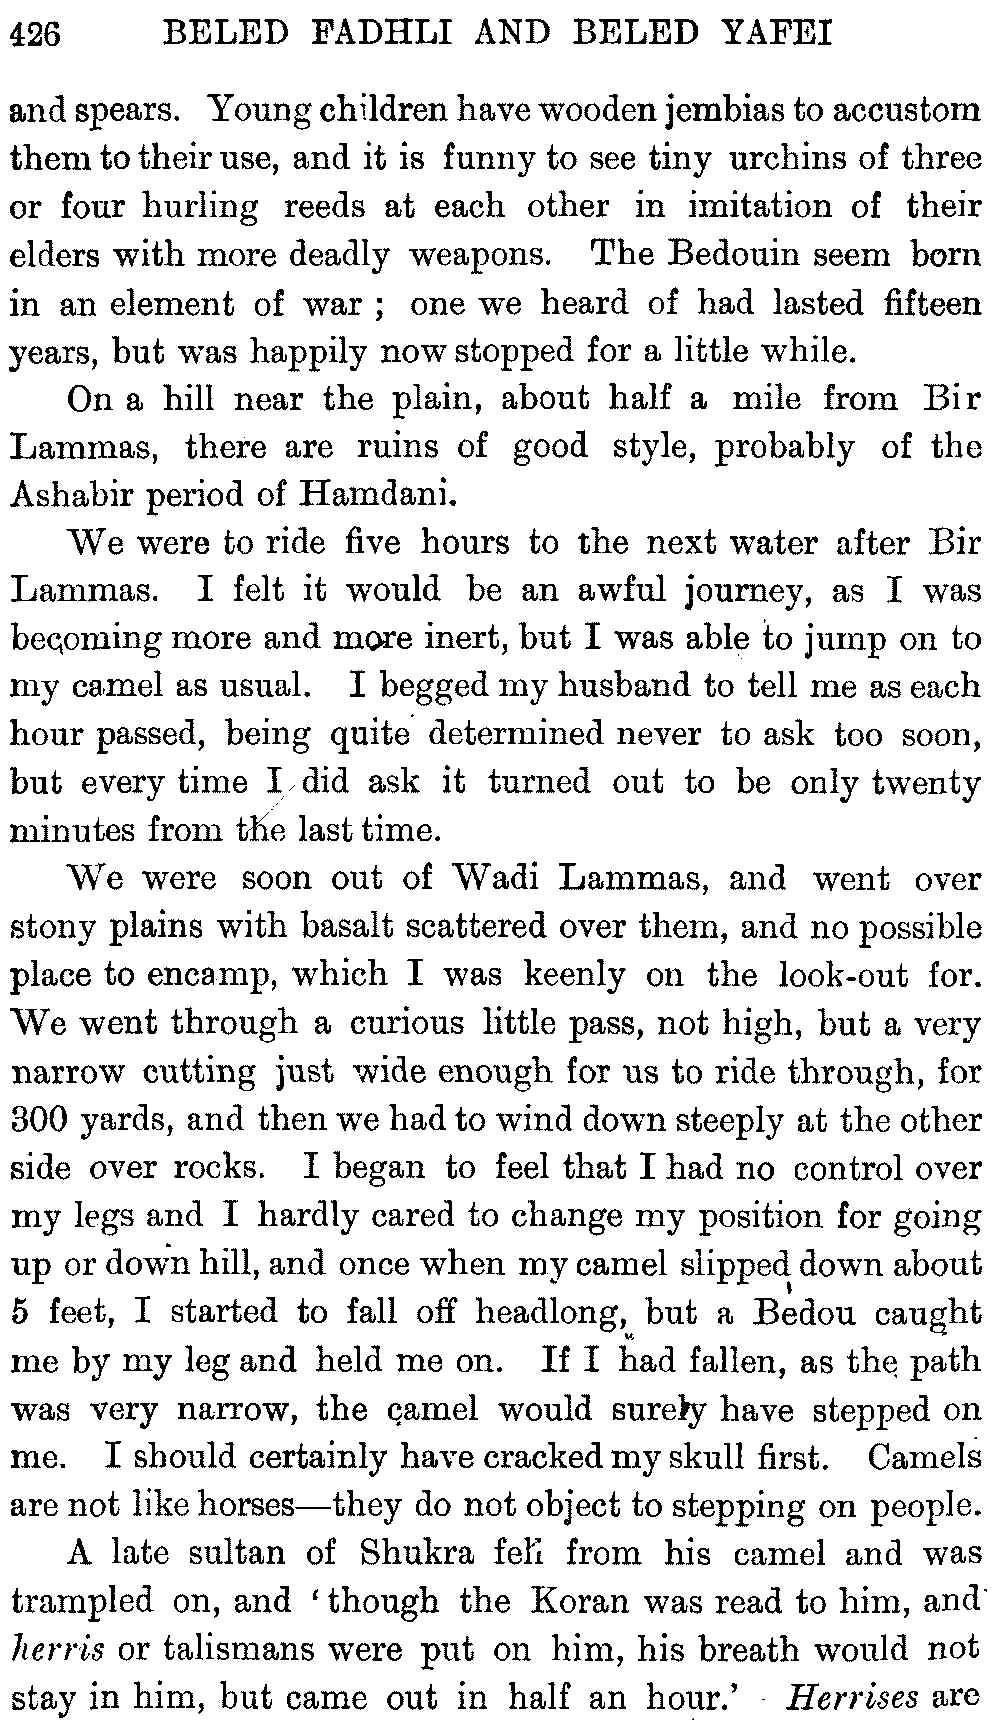 426 BELED FADHLI AND BELED YAFEI
and spears. Young children have wooden jembias to accustom
them to their use, and it is funny to see tiny urchins of three
or four hurling reeds at each other in imitation of their
elders with more deadly weapons. The Bedouin seem born
in an element of war ; one we heard of had lasted fifteen
years, but was happily now stopped for a little while.
On a hill near the plain, about half a mile from Bir
Lammas, there are ruins of good style, probably of the
Ashabir period of Hamdani.
We were to ride five hours to the next water after Bir
Lammas. I felt it would be an awful journey, as I was
becoming more and more inert, but I was able to jump on to
my camel as usual. I begged my husband to tell me as each
hour passed, being quite determined never to ask too soon,
but every time I did ask it turned out to be only twenty
minutes from the last time.
We were soon out of Wadi Lammas, and went over
stony plains with basalt scattered over them, and no possible
place to encamp, which I was keenly on the look-out for.
We went through a curious little pass, not high, but a very
narrow cutting just wide enough for us to ride through, for
300 yards, and then we had to wind down steeply at the other
side over rocks. I began to feel that I had no control over
my legs and I hardly cared to change my position for going
up or down hill, and once when my camel slipped down about
5 feet, I started to fall off headlong, but a Bedou caught
me by my leg and held me on. If I had fallen, as the path
was very narrow, the camel would surely have stepped on
me. I should certainly have cracked my skull first. Camels
are not like horses—they do not object to stepping on people.
A late sultan of Shukra fell from his camel and was
trampled on, and ‘though the Koran was read to him, and
herris or talismans were put on him, his breath would not
stay in him, but came out in half an hour.’ Herrises are